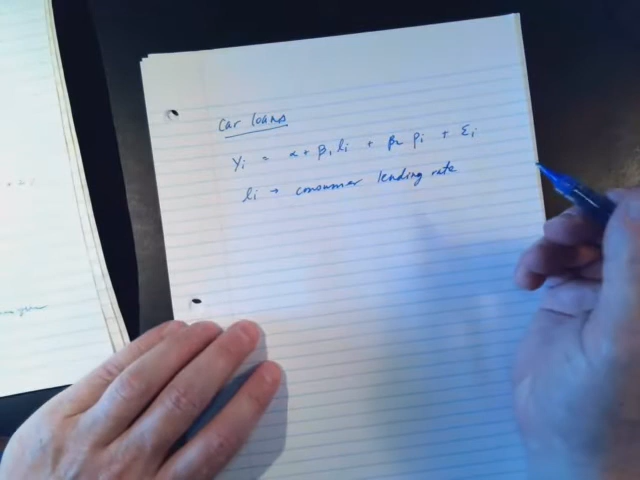 Car loans
yi = α + β1 li + β2 pi + εi
li → consumer lending rate